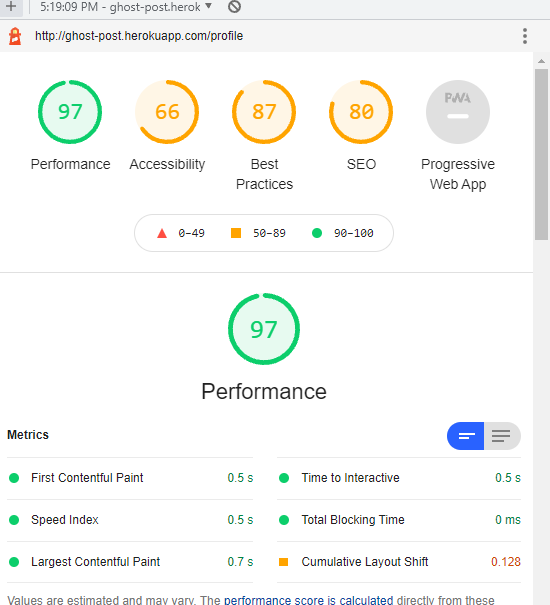 5:19:09 PM - ghost-post.herok
http://ghost-post.herokuapp.com/profile
97 66 87 80 PWA
Performance Accessibility Best Practices SEO Progressive Web App
0–49 50–89 90–100
97
Performance
Metrics
First Contentful Paint 0.5 s Time to Interactive 0.5 s
Speed Index 0.5 s Total Blocking Time 0 ms
Largest Contentful Paint 0.7 s Cumulative Layout Shift 0.128
Values are estimated and may vary. The performance score is calculated directly from these